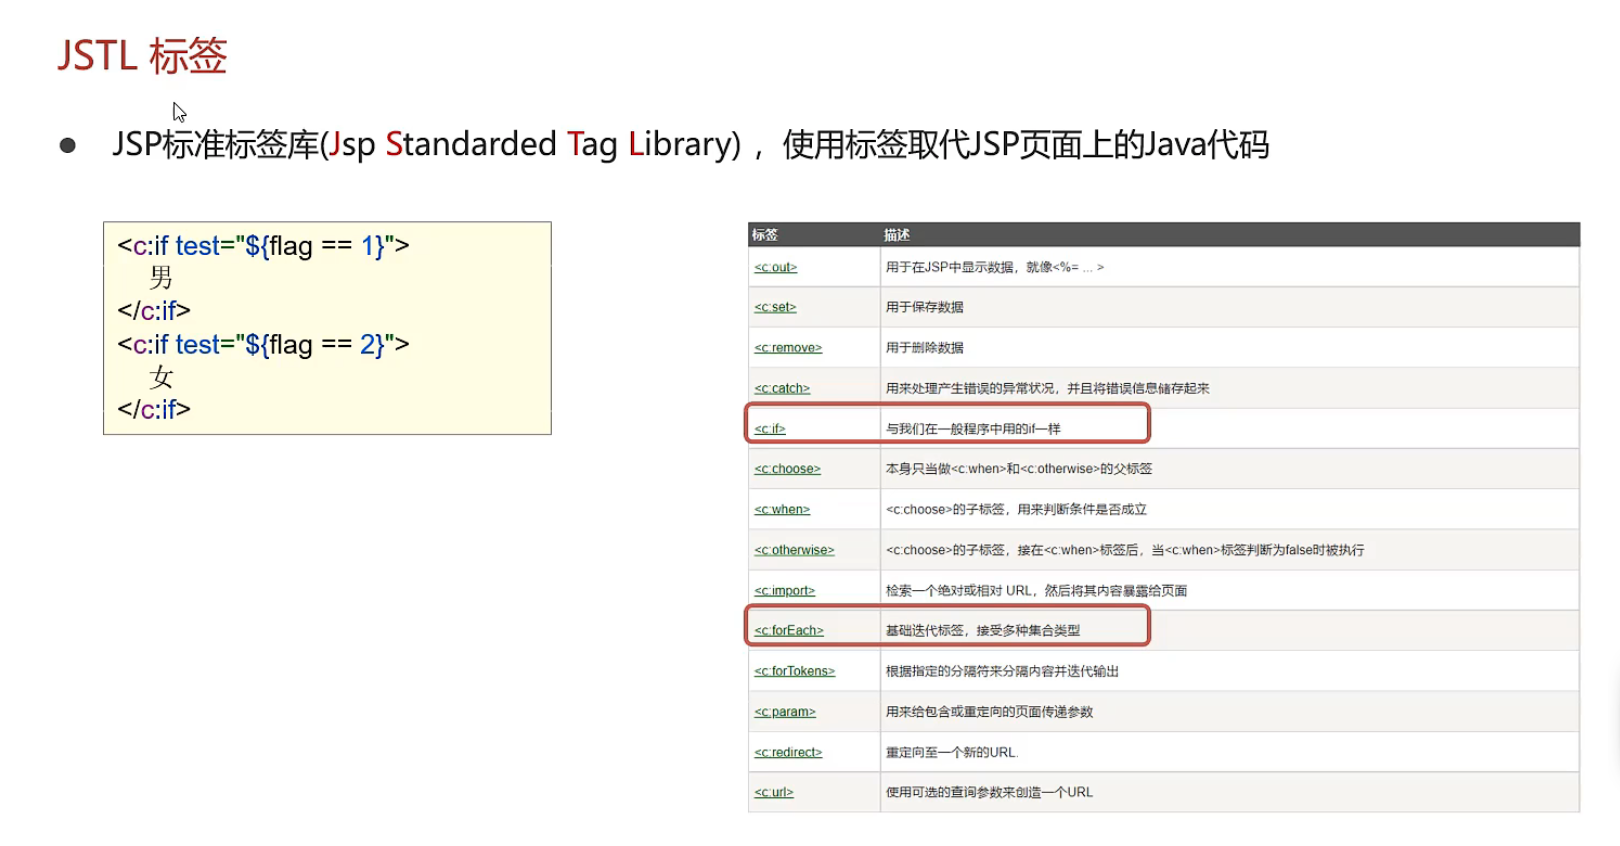 JSTL 标签
● JSP标准标签库(Jsp Standarded Tag Library) ，使用标签取代JSP页面上的Java代码
<c:if test="${flag == 1}">
男
</c:if>
<c:if test="${flag == 2}">
女
</c:if>
标签 描述
<c:out> 用于在JSP中显示数据，就像<%= ... >
<c:set> 用于保存数据
<c:remove> 用于删除数据
<c:catch> 用来处理产生错误的异常状况，并且将错误信息储存起来
<c:if> 与我们在一般程序中用的if一样
<c:choose> 本身只当做<c:when>和<c:otherwise>的父标签
<c:when> <c:choose>的子标签，用来判断条件是否成立
<c:otherwise> <c:choose>的子标签，接在<c:when>标签后，当<c:when>标签判断为false时被执行
<c:import> 检索一个绝对或相对 URL，然后将其内容暴露给页面
<c:forEach> 基础迭代标签，接受多种集合类型
<c:forTokens> 根据指定的分隔符来分隔内容并迭代输出
<c:param> 用来给包含或重定向的页面传递参数
<c:redirect> 重定向至一个新的URL.
<c:url> 使用可选的查询参数来创造一个URL